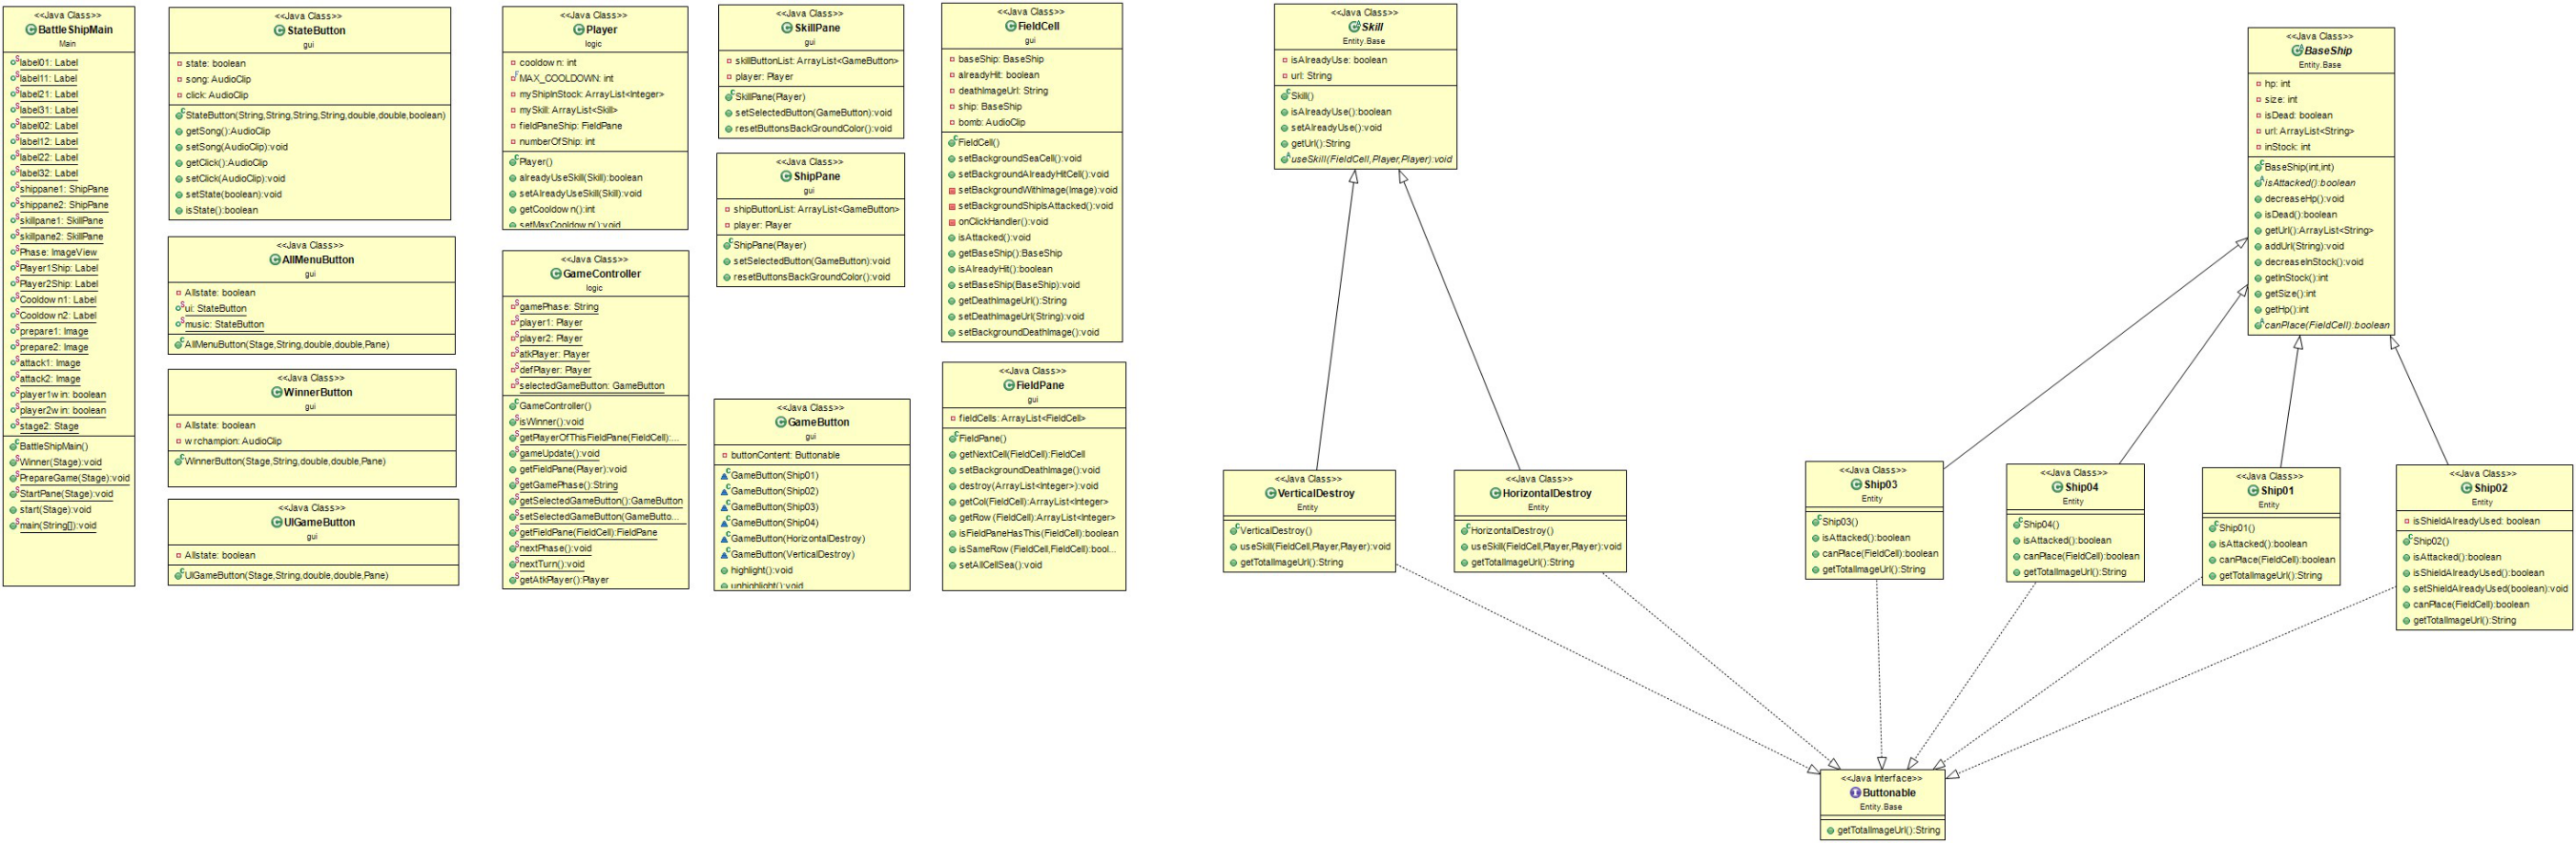 <<Java Class>>
BattleShipMain
Main
label01: Label
label11: Label
label21: Label
label31: Label
label02: Label
label12: Label
label22: Label
label32: Label
shippane1: ShipPane
shippane2: ShipPane
skillpane1: SkillPane
skillpane2: SkillPane
Phase: ImageView
Player1Ship: Label
Player2Ship: Label
Cooldown1: Label
Cooldown2: Label
prepare1: Image
prepare2: Image
attack1: Image
attack2: Image
player1win: boolean
player2win: boolean
stage2: Stage
BattleShipMain()
Winner(Stage):void
PrepareGame(Stage):void
StartPane(Stage):void
start(Stage):void
main(String[]):void
<<Java Class>>
StateButton
gui
state: boolean
song: AudioClip
click: AudioClip
StateButton(String,String,String,String,double,double,boolean)
getSong():AudioClip
setSong(AudioClip):void
getClick():AudioClip
setClick(AudioClip):void
setState(boolean):void
isState():boolean
<<Java Class>>
AllMenuButton
gui
Allstate: boolean
ui: StateButton
music: StateButton
AllMenuButton(Stage,String,double,double,Pane)
<<Java Class>>
WinnerButton
gui
Allstate: boolean
wrchampion: AudioClip
WinnerButton(Stage,String,double,double,Pane)
<<Java Class>>
UIGameButton
gui
Allstate: boolean
UIGameButton(Stage,String,double,double,Pane)
<<Java Class>>
Player
logic
cooldown: int
MAX_COOLDOWN: int
myShipInStock: ArrayList<Integer>
mySkill: ArrayList<Skill>
fieldPaneShip: FieldPane
numberOfShip: int
Player()
alreadyUseSkill(Skill):boolean
setAlreadyUseSkill(Skill):void
getCooldown():int
setMaxCooldown():void
<<Java Class>>
GameController
logic
gamePhase: String
player1: Player
player2: Player
atkPlayer: Player
defPlayer: Player
selectedGameButton: GameButton
GameController()
isWinner():void
getPlayerOfThisFieldPane(FieldCell):...
gameUpdate():void
getFieldPane(Player):void
getGamePhase():String
getSelectedGameButton():GameButton
setSelectedGameButton(GameButto...
getFieldPane(FieldCell):FieldPane
nextPhase():void
nextTurn():void
getAtkPlayer():Player
<<Java Class>>
SkillPane
gui
skillButtonList: ArrayList<GameButton>
player: Player
SkillPane(Player)
setSelectedButton(GameButton):void
resetButtonsBackGroundColor():void
<<Java Class>>
ShipPane
gui
shipButtonList: ArrayList<GameButton>
player: Player
ShipPane(Player)
setSelectedButton(GameButton):void
resetButtonsBackGroundColor():void
<<Java Class>>
GameButton
gui
buttonContent: Buttonable
GameButton(Ship01)
GameButton(Ship02)
GameButton(Ship03)
GameButton(Ship04)
GameButton(HorizontalDestroy)
GameButton(VerticalDestroy)
highlight():void
unhighlight():void
<<Java Class>>
FieldCell
gui
baseShip: BaseShip
alreadyHit: boolean
deathImageUrl: String
ship: BaseShip
bomb: AudioClip
FieldCell()
setBackgroundSeaCell():void
setBackgroundAlreadyHitCell():void
setBackgroundWithImage(Image):void
setBackgroundShipIsAttacked():void
onClickHandler():void
isAttacked():void
getBaseShip():BaseShip
isAlreadyHit():boolean
setBaseShip(BaseShip):void
getDeathImageUrl():String
setDeathImageUrl(String):void
setBackgroundDeathImage():void
<<Java Class>>
FieldPane
gui
fieldCells: ArrayList<FieldCell>
FieldPane()
getNextCell(FieldCell):FieldCell
setBackgroundDeathImage():void
destroy(ArrayList<Integer>):void
getCol(FieldCell):ArrayList<Integer>
getRow(FieldCell):ArrayList<Integer>
isFieldPaneHasThis(FieldCell):boolean
isSameRow(FieldCell,FieldCell):bool...
setAllCellSea():void
<<Java Class>>
Skill
Entity.Base
isAlreadyUse: boolean
url: String
Skill()
isAlreadyUse():boolean
setAlreadyUse():void
getUrl():String
useSkill(FieldCell,Player,Player):void
<<Java Class>>
BaseShip
Entity.Base
hp: int
size: int
isDead: boolean
url: ArrayList<String>
inStock: int
BaseShip(int,int)
isAttacked():boolean
decreaseHp():void
isDead():boolean
getUrl():ArrayList<String>
addUrl(String):void
decreaseInStock():void
getInStock():int
getSize():int
getHp():int
canPlace(FieldCell):boolean
<<Java Class>>
VerticalDestroy
Entity
VerticalDestroy()
useSkill(FieldCell,Player,Player):void
getTotalImageUrl():String
<<Java Class>>
HorizontalDestroy
Entity
HorizontalDestroy()
useSkill(FieldCell,Player,Player):void
getTotalImageUrl():String
<<Java Class>>
Ship03
Entity
Ship03()
isAttacked():boolean
canPlace(FieldCell):boolean
getTotalImageUrl():String
<<Java Class>>
Ship04
Entity
Ship04()
isAttacked():boolean
canPlace(FieldCell):boolean
getTotalImageUrl():String
<<Java Class>>
Ship01
Entity
Ship01()
isAttacked():boolean
canPlace(FieldCell):boolean
getTotalImageUrl():String
<<Java Class>>
Ship02
Entity
isShieldAlreadyUsed: boolean
Ship02()
isAttacked():boolean
isShieldAlreadyUsed():boolean
setShieldAlreadyUsed(boolean):void
canPlace(FieldCell):boolean
getTotalImageUrl():String
<<Java Interface>>
Buttonable
Entity.Base
getTotalImageUrl():String